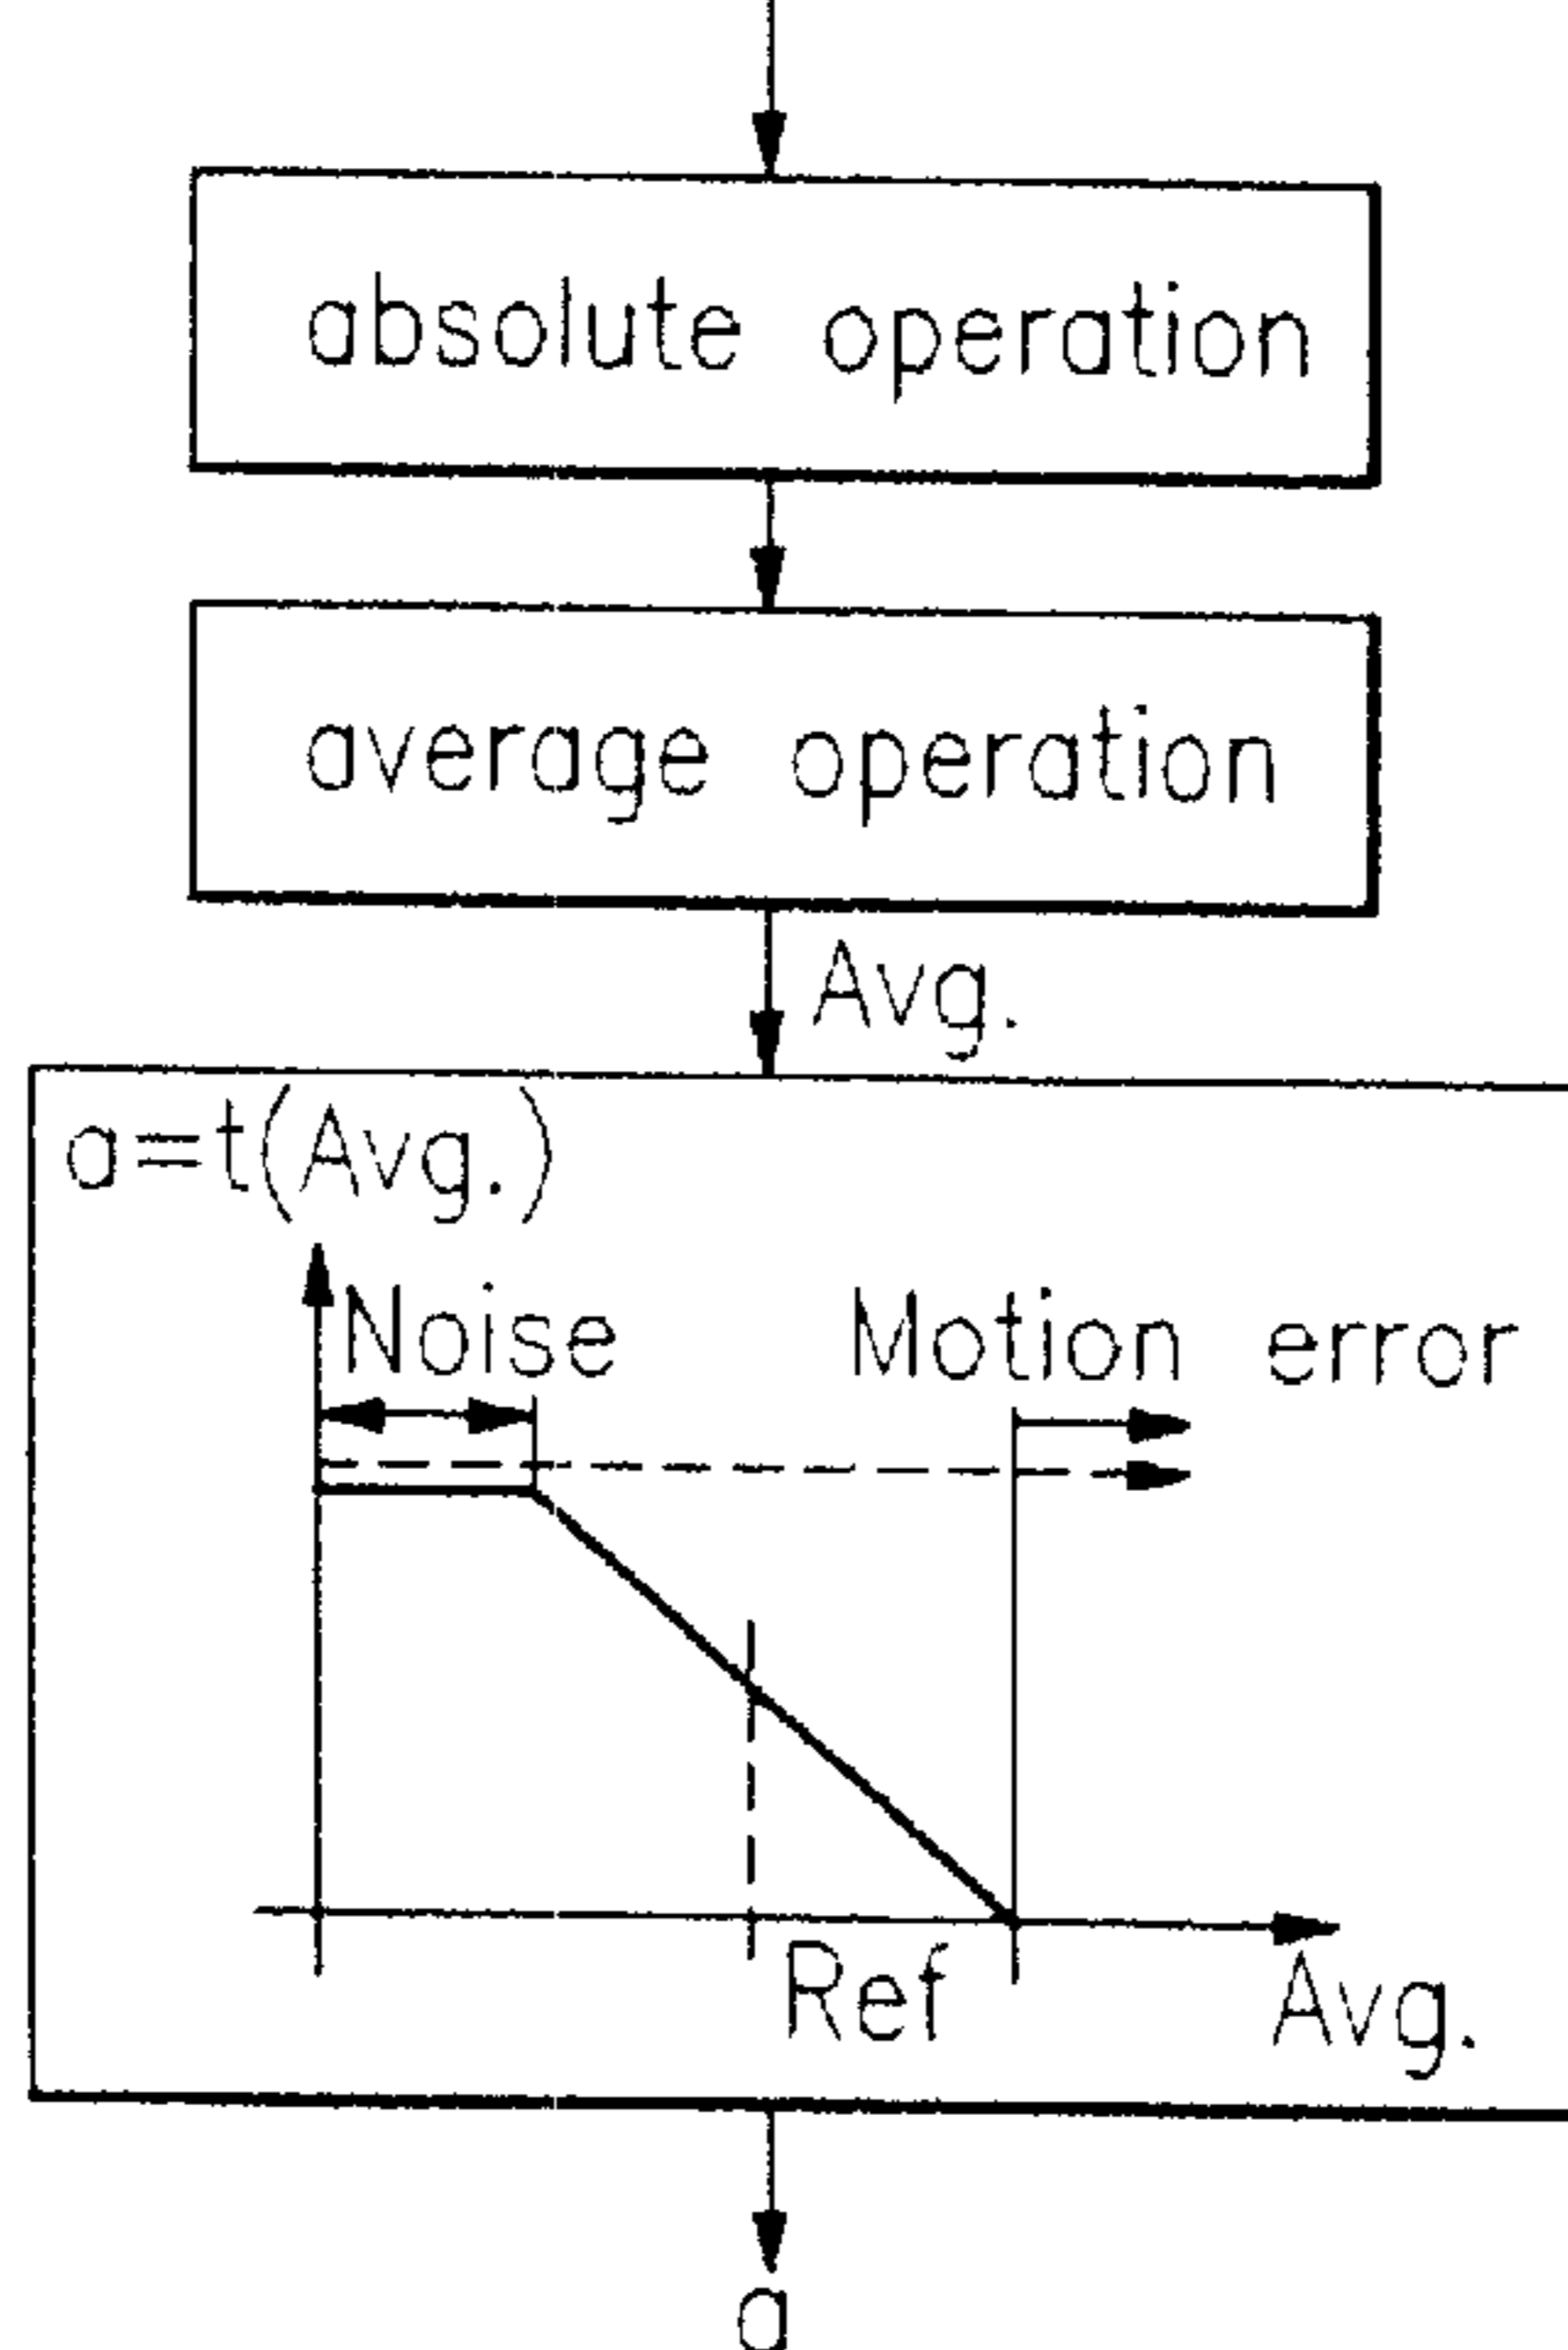 absolute operation
average operation
Avg.
a=t(Avg.)
Noise
Motion error
Ref
Avg.
a